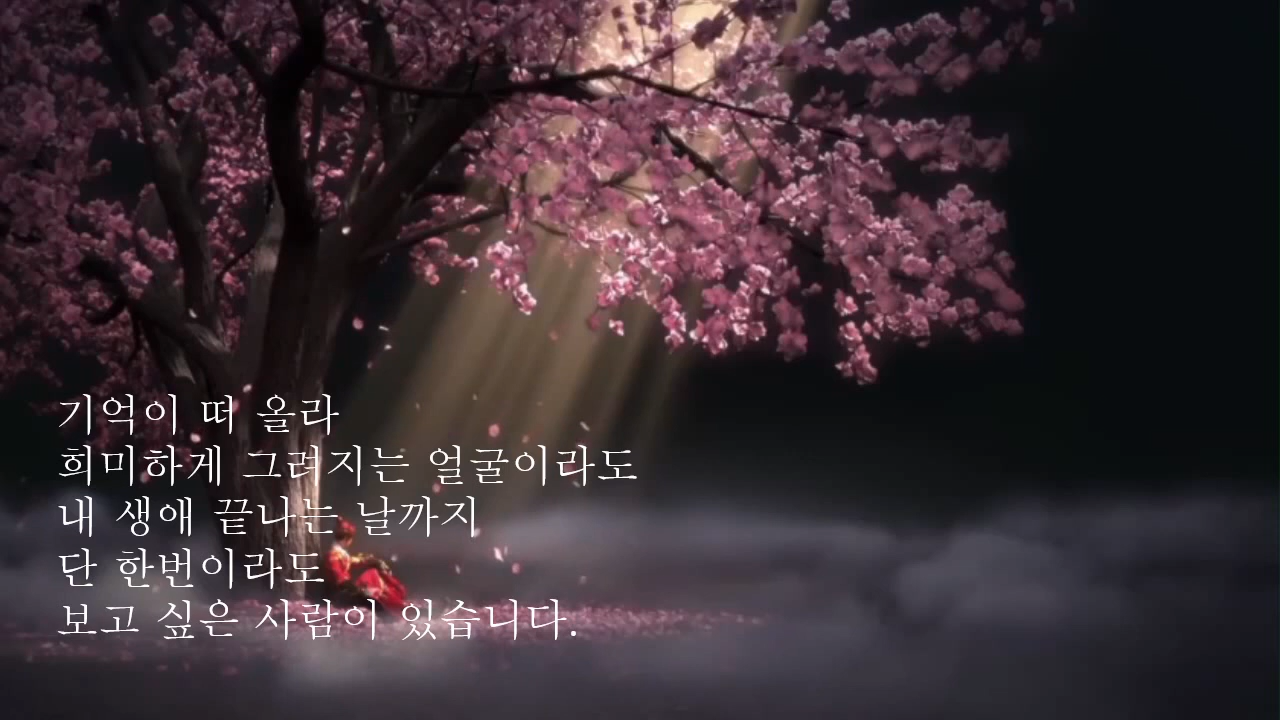 기억이 떠 올라
희미하게 그려지는 얼굴이라도
내 생애 끝나는 날까지
단 한번이라도
보고 싶은 사람이 있습니다.